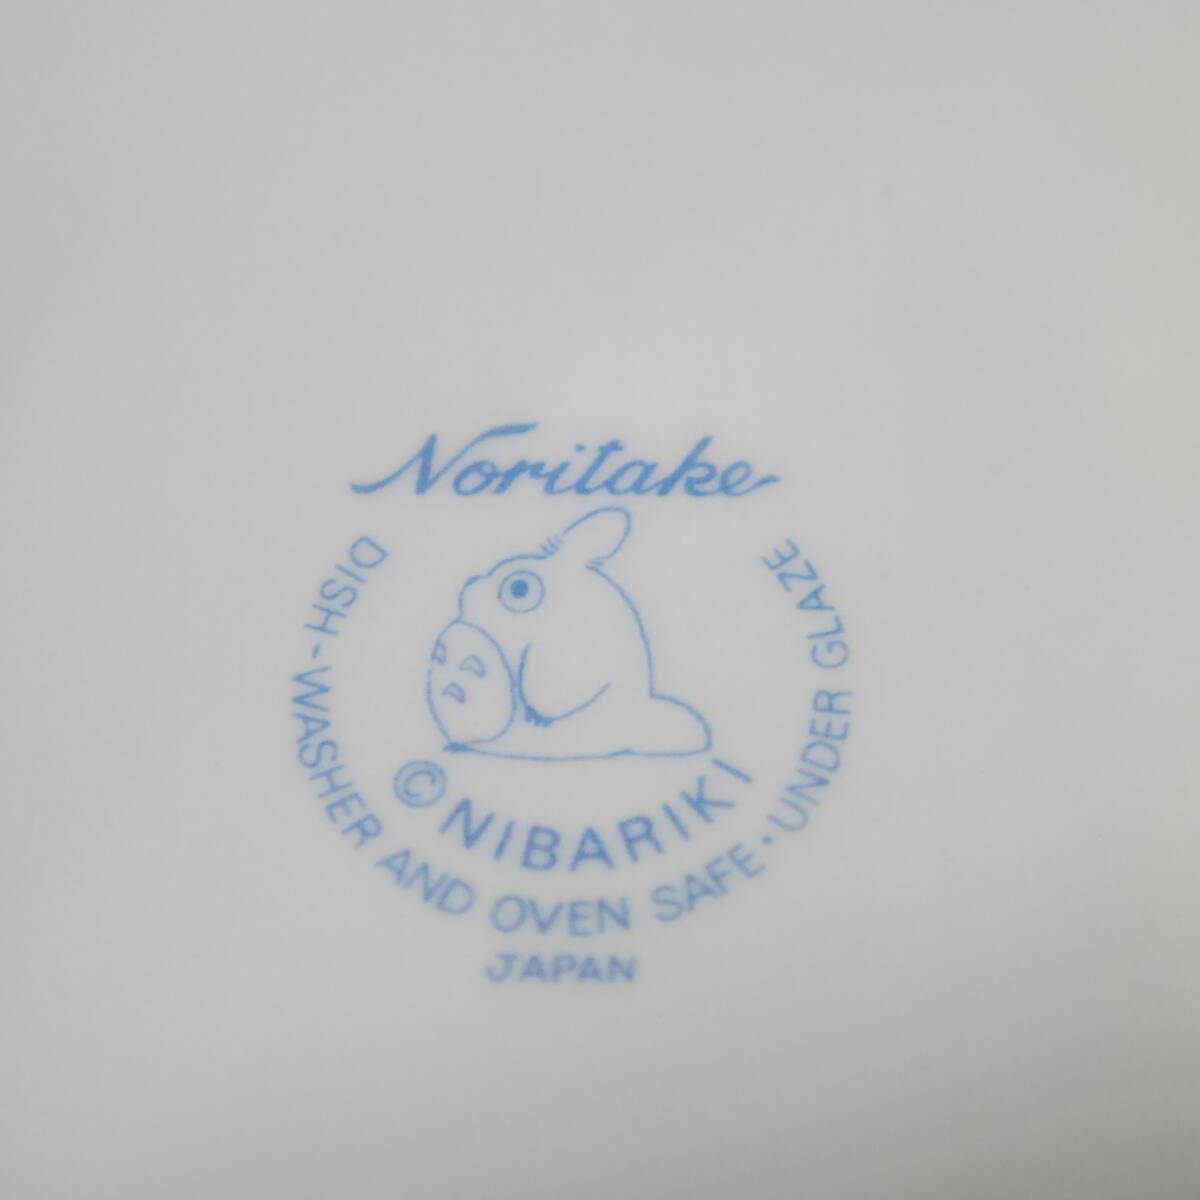 Noritake
DISH-WASHER AND OVEN SAFE·UNDER GLAZE
©NIBARIKI
JAPAN